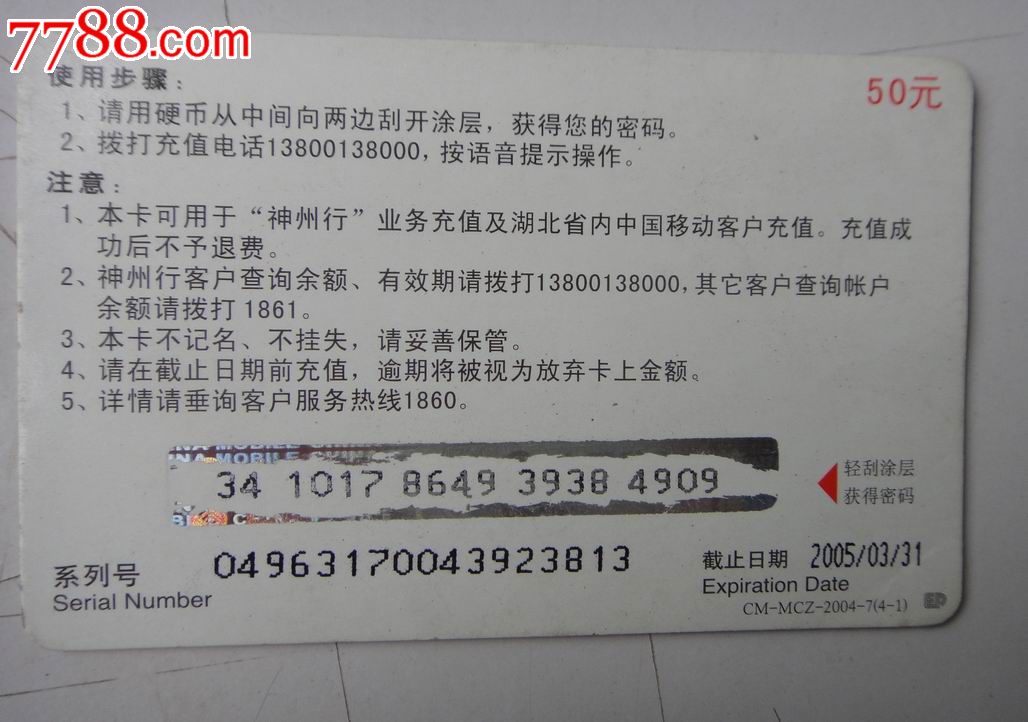 7788.com
使用步骤：
50元
1、请用硬币从中间向两边刮开涂层，获得您的密码。
2、拨打充值电话13800138000，按语音提示操作。
注意：
1、本卡可用于“神州行”业务充值及湖北省内中国移动客户充值。充值成
功后不予退费。
2、神州行客户查询余额、有效期请拨打13800138000，其它客户查询帐户
余额请拨打 1861。
3、本卡不记名、不挂失，请妥善保管。
4、请在截止日期前充值，逾期将被视为放弃卡上金额。
5、详情请垂询客户服务热线1860。
NA MOBILE
34 1017 8649 3938 4909
轻刮涂层
获得密码
系列号 04963170043923813
Serial Number
截止日期 2005/03/31
Expiration Date
CM-MCZ-2004-7(4-1)